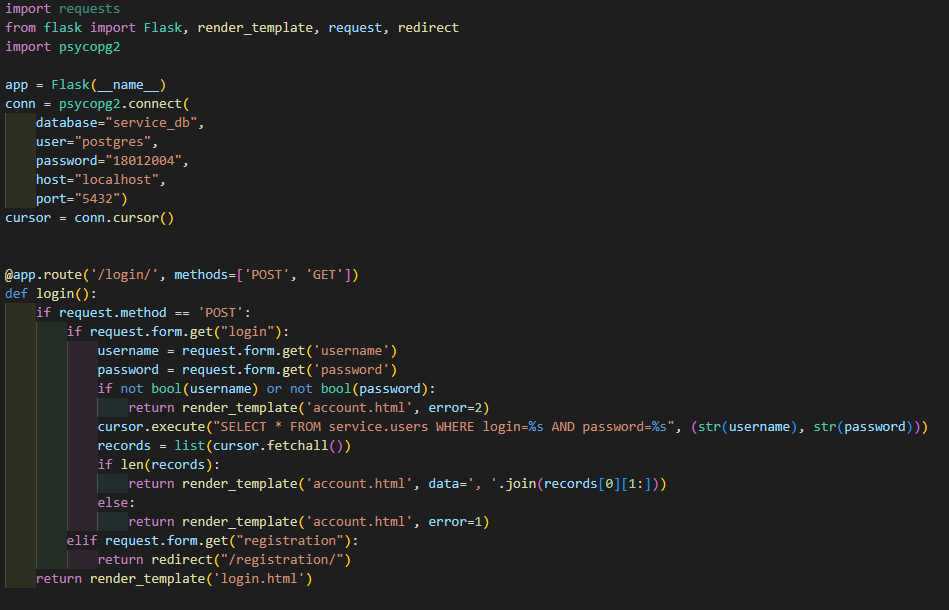 import requests
from flask import Flask, render_template, request, redirect
import psycopg2

app = Flask(__name__)
conn = psycopg2.connect(
    database="service_db",
    user="postgres",
    password="18012004",
    host="localhost",
    port="5432")
cursor = conn.cursor()


@app.route('/login/', methods=['POST', 'GET'])
def login():
    if request.method == 'POST':
        if request.form.get("login"):
            username = request.form.get('username')
            password = request.form.get('password')
            if not bool(username) or not bool(password):
                return render_template('account.html', error=2)
            cursor.execute("SELECT * FROM service.users WHERE login=%s AND password=%s", (str(username), str(password)))
            records = list(cursor.fetchall())
            if len(records):
                return render_template('account.html', data=', '.join(records[0][1:]))
            else:
                return render_template('account.html', error=1)
        elif request.form.get("registration"):
            return redirect("/registration/")
    return render_template('login.html')